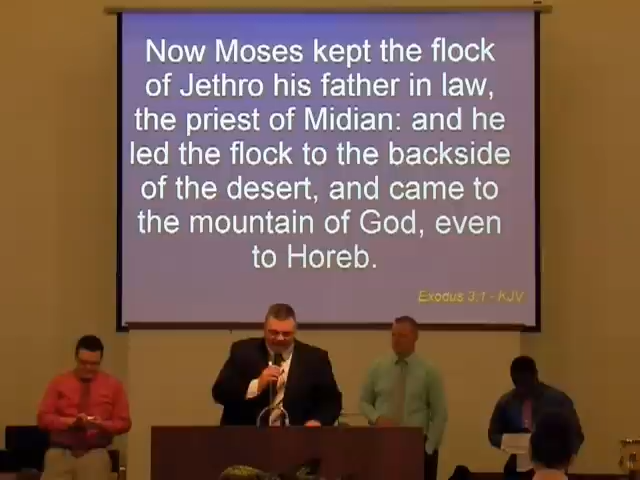 Now Moses kept the flock
of Jethro his father in law,
the priest of Midian: and he
led the flock to the backside
of the desert, and came to
the mountain of God, even
to Horeb.
Exodus 3:1 - KJV